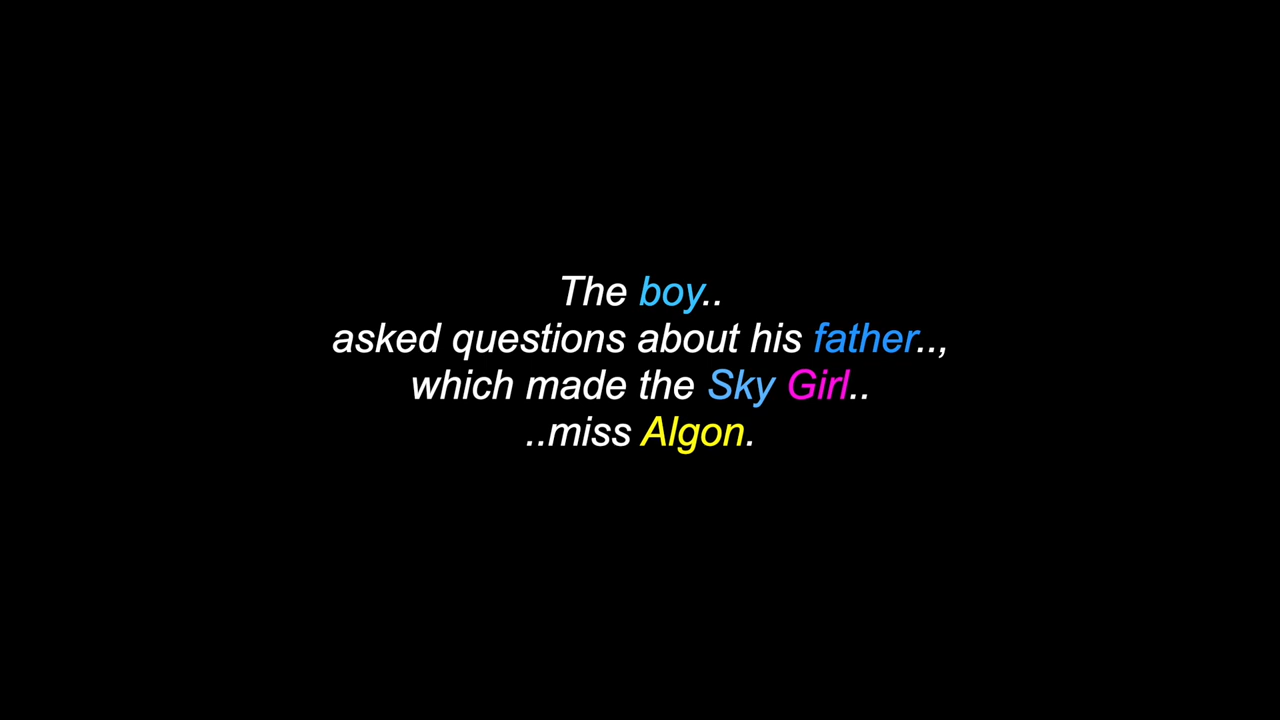 The boy..
asked questions about his father..,
which made the Sky Girl..
..miss Algon.